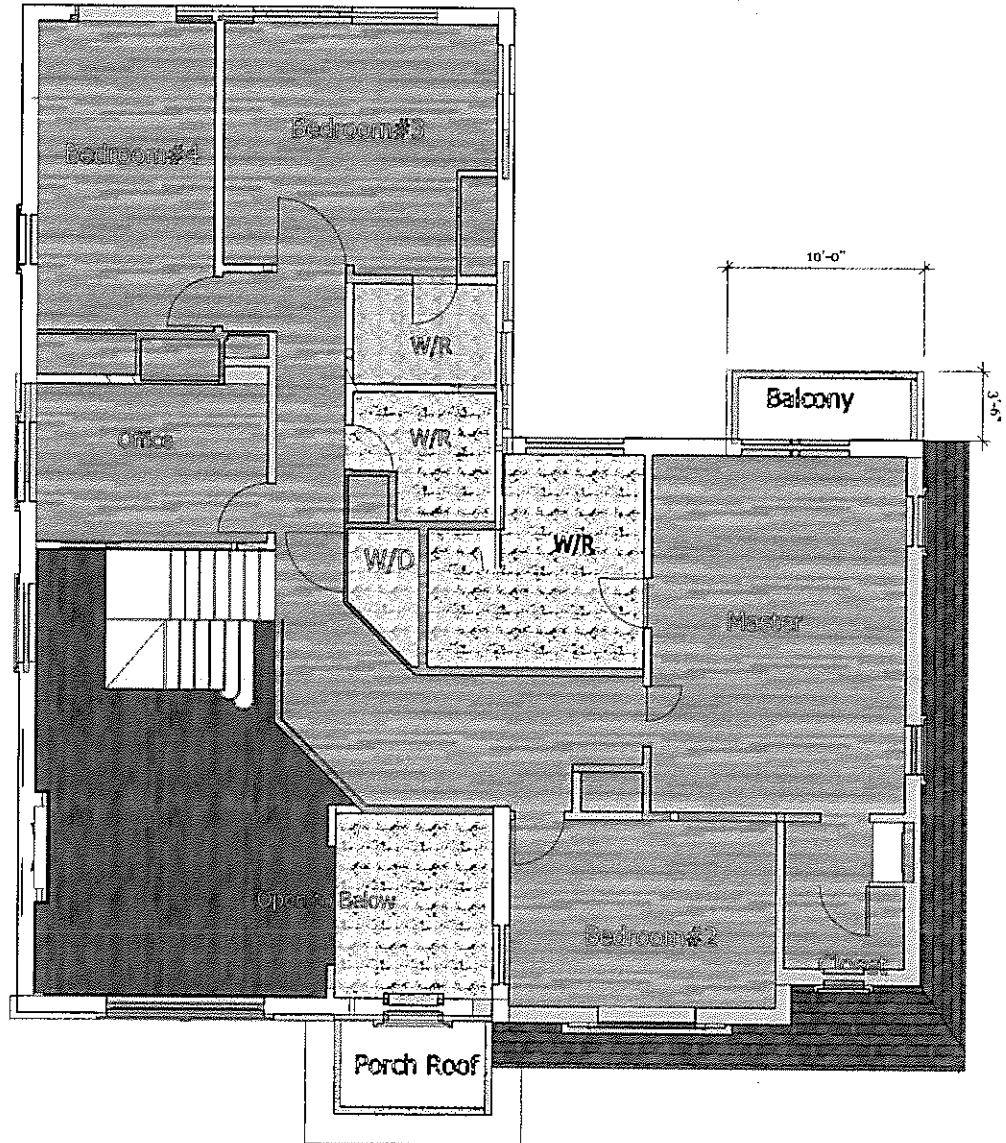 Bedroom#3
Bedroom#4
10'-0"
W/R
Balcony
3'-6"
W/R
Office
W/R
W/D
Master
Open to Below
Bedroom#2
Closet
Porch Roof